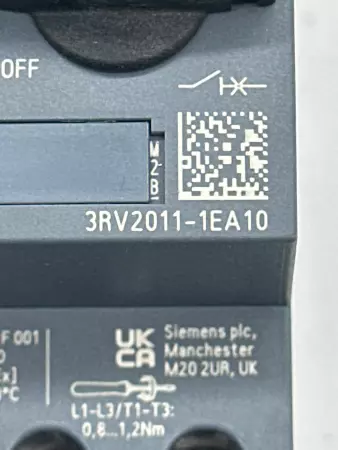 OFF
M
2
B
3RV2011-1EA10
F 001
UK
CA
Siemens plc,
Manchester
M20 2UR, UK
x]
°C
L1-L3/T1-T3:
0,8...1,2Nm